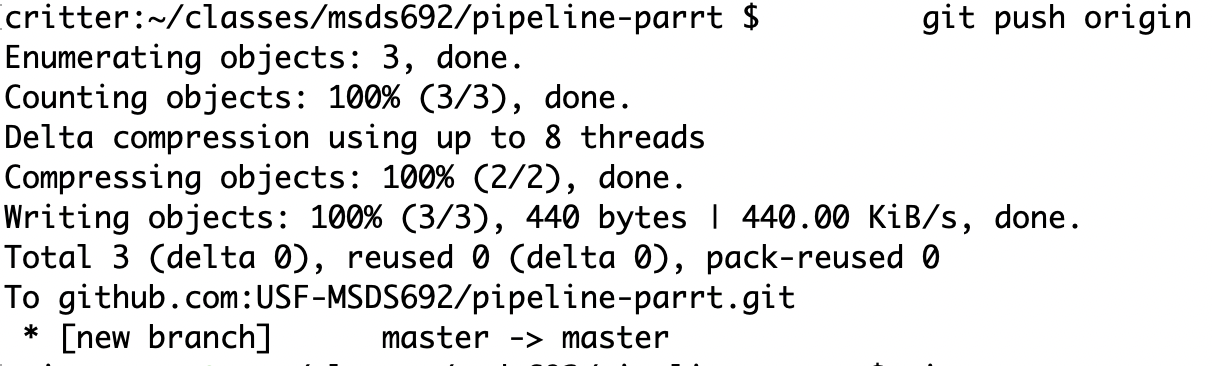 critter:~/classes/msds692/pipeline-parrt $         git push origin
Enumerating objects: 3, done.
Counting objects: 100% (3/3), done.
Delta compression using up to 8 threads
Compressing objects: 100% (2/2), done.
Writing objects: 100% (3/3), 440 bytes | 440.00 KiB/s, done.
Total 3 (delta 0), reused 0 (delta 0), pack-reused 0
To github.com:USF-MSDS692/pipeline-parrt.git
 * [new branch]      master -> master